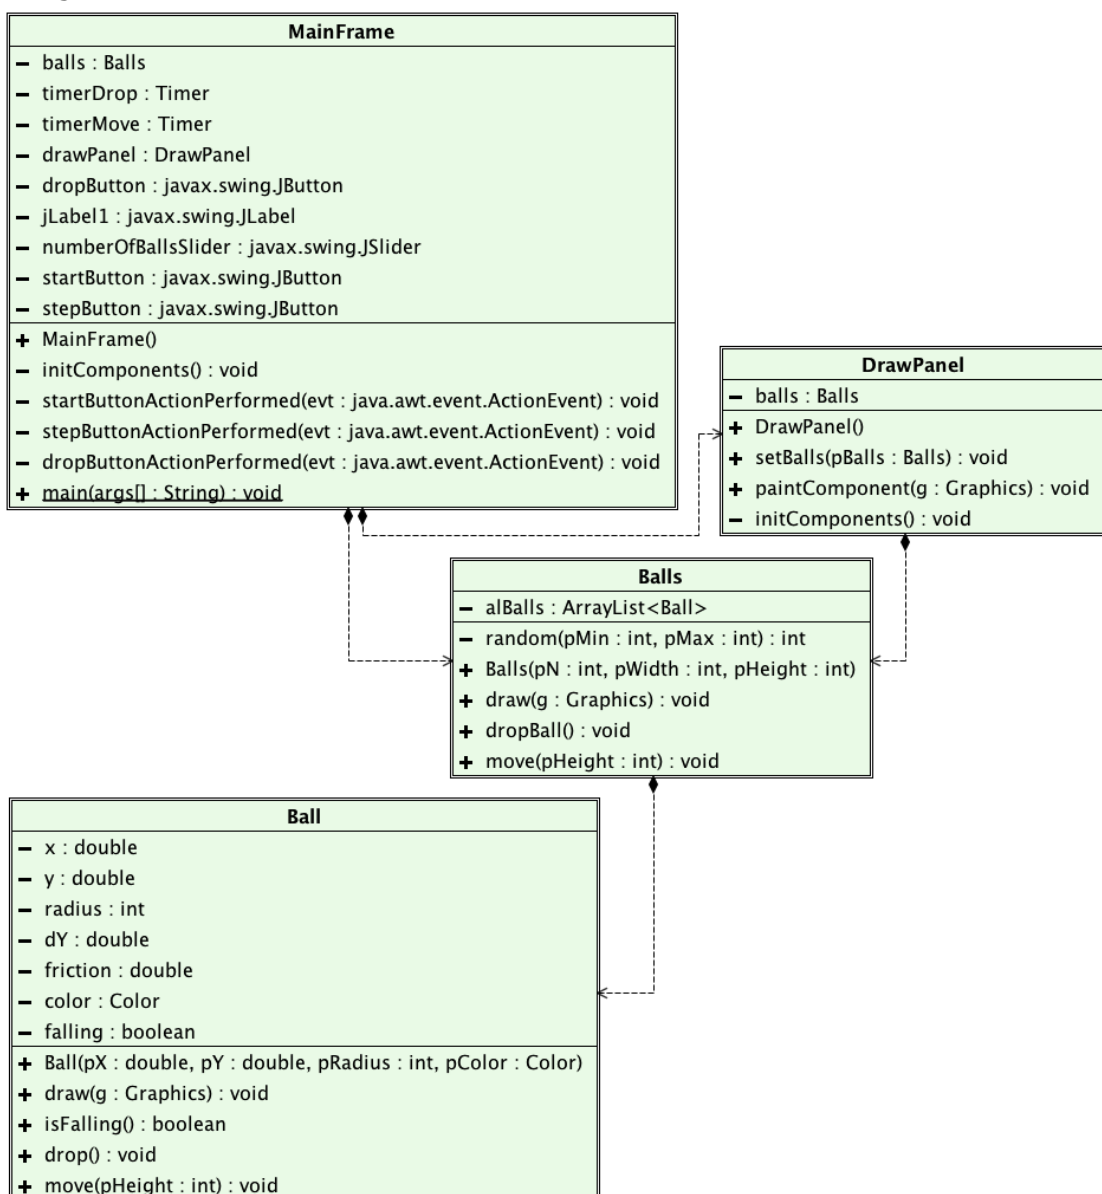 MainFrame
− balls : Balls
− timerDrop : Timer
− timerMove : Timer
− drawPanel : DrawPanel
− dropButton : javax.swing.JButton
− jLabel1 : javax.swing.JLabel
− numberOfBallsSlider : javax.swing.JSlider
− startButton : javax.swing.JButton
− stepButton : javax.swing.JButton
+ MainFrame()
− initComponents() : void
− startButtonActionPerformed(evt : java.awt.event.ActionEvent) : void
− stepButtonActionPerformed(evt : java.awt.event.ActionEvent) : void
− dropButtonActionPerformed(evt : java.awt.event.ActionEvent) : void
+ main(args[] : String) : void
DrawPanel
− balls : Balls
+ DrawPanel()
+ setBalls(pBalls : Balls) : void
+ paintComponent(g : Graphics) : void
− initComponents() : void
Balls
− alBalls : ArrayList<Ball>
− random(pMin : int, pMax : int) : int
+ Balls(pN : int, pWidth : int, pHeight : int)
+ draw(g : Graphics) : void
+ dropBall() : void
+ move(pHeight : int) : void
Ball
− x : double
− y : double
− radius : int
− dY : double
− friction : double
− color : Color
− falling : boolean
+ Ball(pX : double, pY : double, pRadius : int, pColor : Color)
+ draw(g : Graphics) : void
+ isFalling() : boolean
+ drop() : void
+ move(pHeight : int) : void